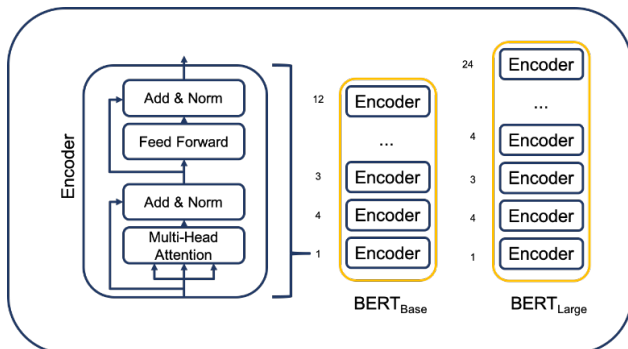 Encoder
Add & Norm
Feed Forward
Add & Norm
Multi-Head
Attention
12 Encoder
...
3 Encoder
4 Encoder
1 Encoder
BERTBase
24 Encoder
...
4 Encoder
3 Encoder
4 Encoder
1 Encoder
BERTLarge